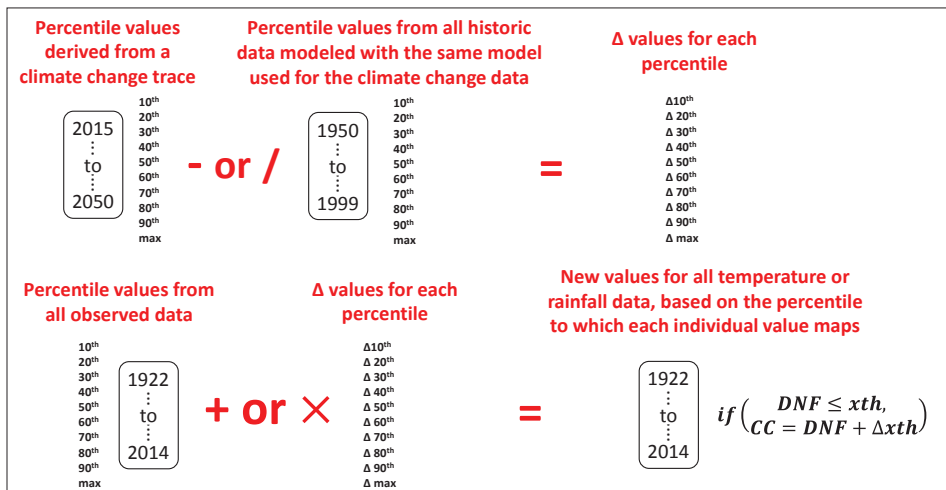 Percentile values
derived from a
climate change trace
Percentile values from all historic
data modeled with the same model
used for the climate change data
Δ values for each
percentile
2015
to
2050
10th
20th
30th
40th
50th
60th
70th
80th
90th
max
- or /
1950
to
1999
10th
20th
30th
40th
50th
60th
70th
80th
90th
max
=
Δ10th
Δ 20th
Δ 30th
Δ 40th
Δ 50th
Δ 60th
Δ 70th
Δ 80th
Δ 90th
Δ max
Percentile values from
all observed data
Δ values for each
percentile
New values for all temperature or
rainfall data, based on the percentile
to which each individual value maps
10th
20th
30th
40th
50th
60th
70th
80th
90th
max
1922
to
2014
+ or ×
Δ10th
Δ 20th
Δ 30th
Δ 40th
Δ 50th
Δ 60th
Δ 70th
Δ 80th
Δ 90th
Δ max
=
1922
to
2014
if ( DNF ≤ xth,
CC = DNF + Δxth )